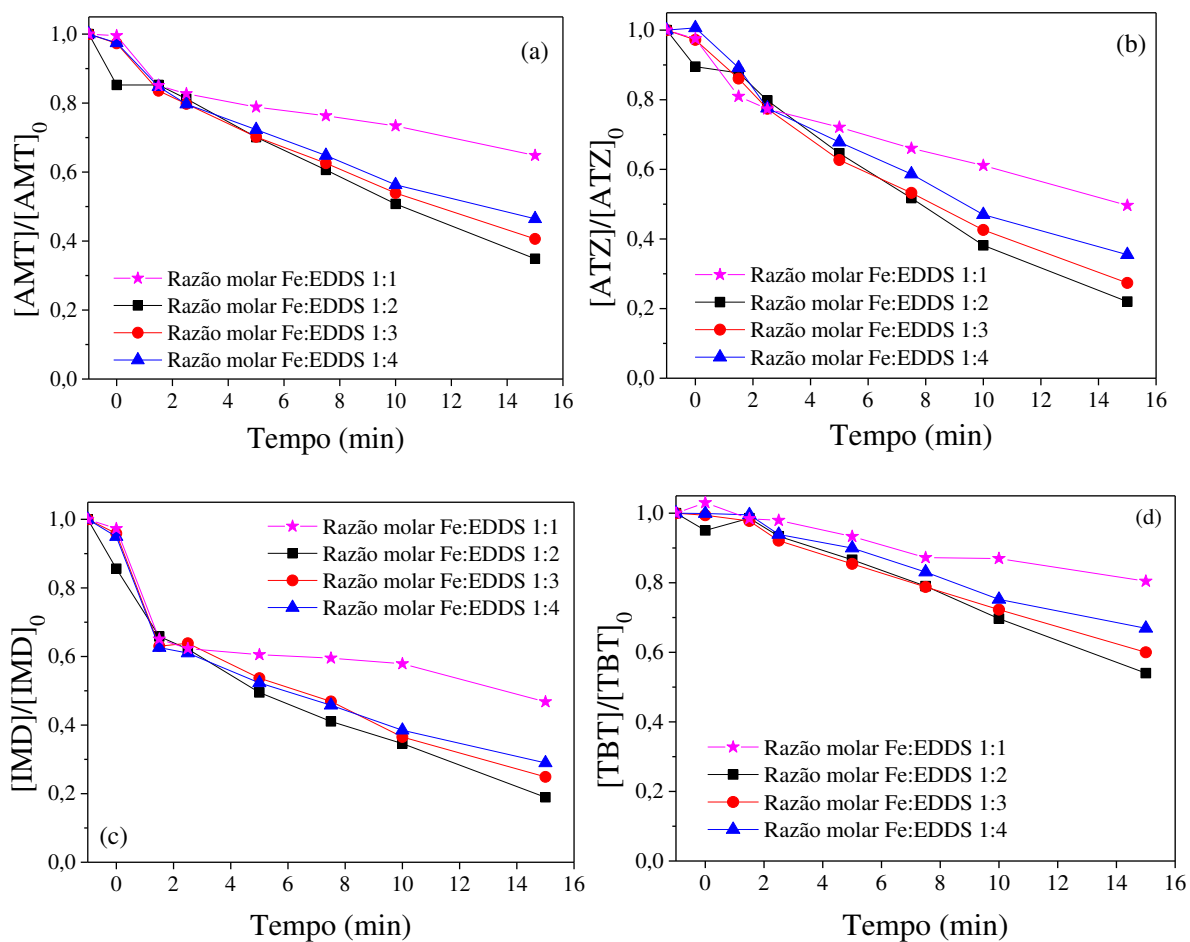 1,0
0,8
0,6
0,4
0,2
0,0
[AMT]/[AMT]0
(a)
Razão molar Fe:EDDS 1:1
Razão molar Fe:EDDS 1:2
Razão molar Fe:EDDS 1:3
Razão molar Fe:EDDS 1:4
0 2 4 6 8 10 12 14 16
Tempo (min)
1,0
0,8
0,6
0,4
0,2
0,0
[ATZ]/[ATZ]0
(b)
Razão molar Fe:EDDS 1:1
Razão molar Fe:EDDS 1:2
Razão molar Fe:EDDS 1:3
Razão molar Fe:EDDS 1:4
0 2 4 6 8 10 12 14 16
Tempo (min)
1,0
0,8
0,6
0,4
0,2
0,0
[IMD]/[IMD]0
Razão molar Fe:EDDS 1:1
Razão molar Fe:EDDS 1:2
Razão molar Fe:EDDS 1:3
Razão molar Fe:EDDS 1:4
(c)
0 2 4 6 8 10 12 14 16
Tempo (min)
1,0
0,8
0,6
0,4
0,2
0,0
[TBT]/[TBT]0
(d)
Razão molar Fe:EDDS 1:1
Razão molar Fe:EDDS 1:2
Razão molar Fe:EDDS 1:3
Razão molar Fe:EDDS 1:4
0 2 4 6 8 10 12 14 16
Tempo (min)